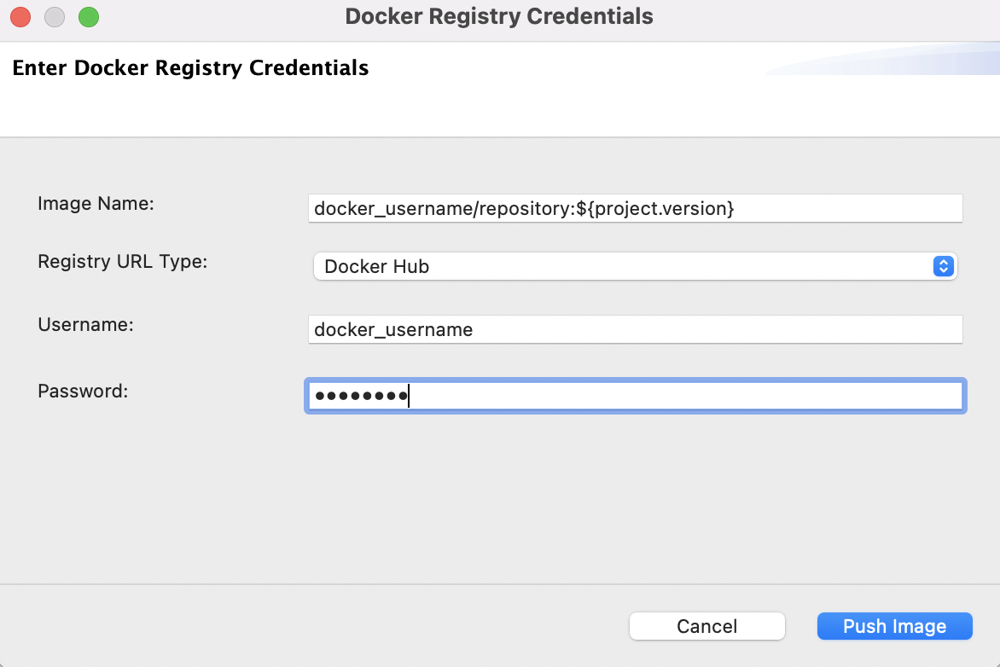 Docker Registry Credentials
Enter Docker Registry Credentials
Image Name:
docker_username/repository:${project.version}
Registry URL Type:
Docker Hub
Username:
docker_username
Password:
••••••••
Cancel
Push Image